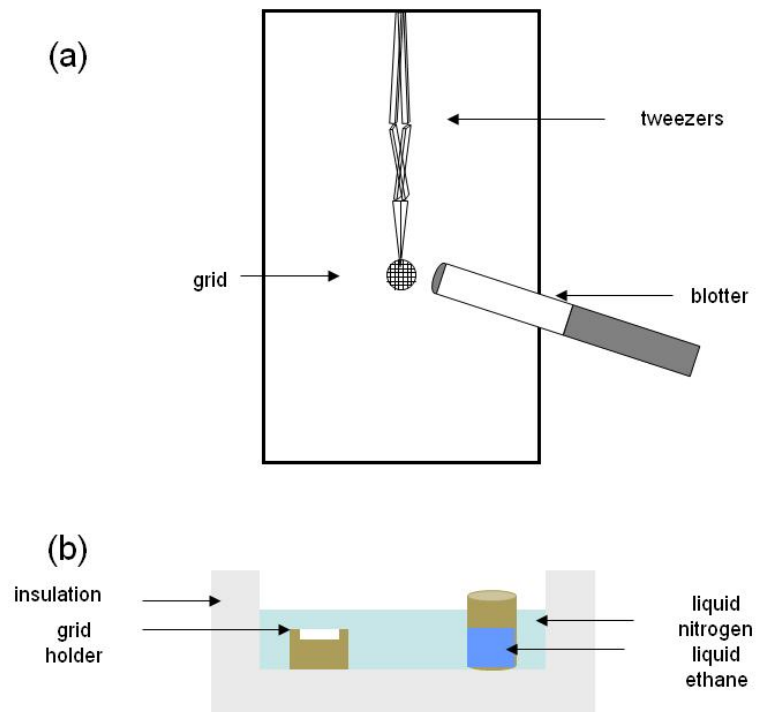 (a)
tweezers
grid
blotter
(b)
insulation
grid
holder
liquid
nitrogen
liquid
ethane